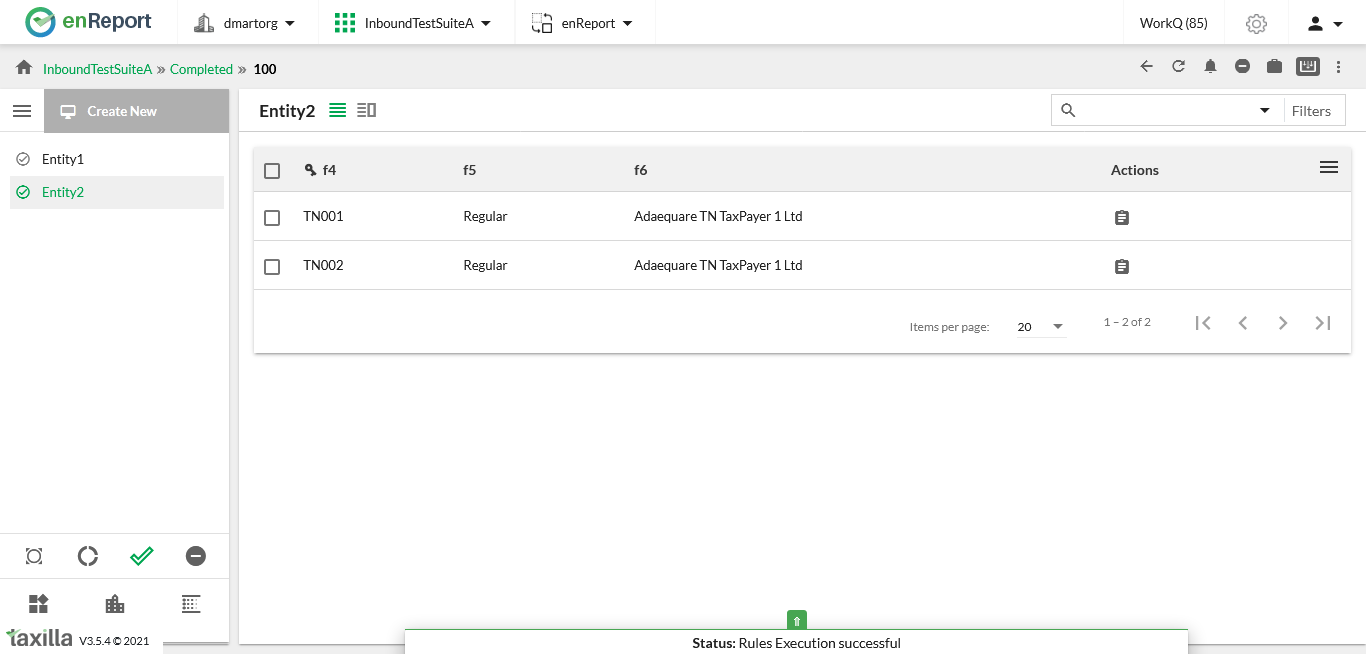 enReport dmartorg InboundTestSuiteA enReport WorkQ (85)
InboundTestSuiteA » Completed » 100
Create New
Entity2
Filters
Entity1
Entity2
f4 f5 f6 Actions
TN001 Regular Adaequare TN TaxPayer 1 Ltd
TN002 Regular Adaequare TN TaxPayer 1 Ltd
Items per page: 20 1 – 2 of 2
taxilla V3.5.4 © 2021
Status: Rules Execution successful